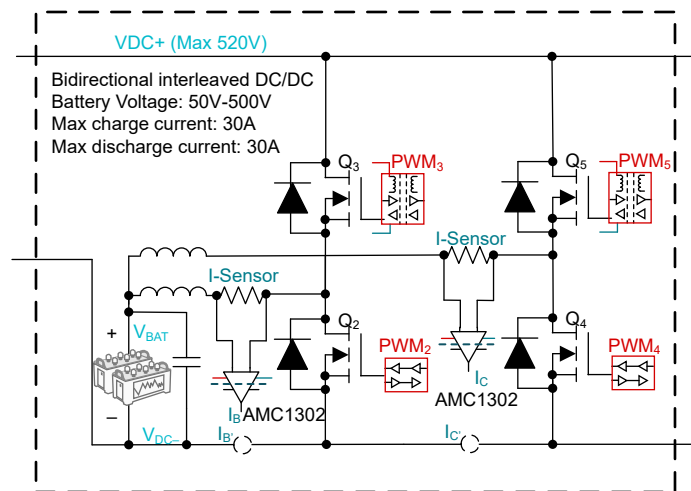 VDC+ (Max 520V)
Bidirectional interleaved DC/DC
Battery Voltage: 50V-500V
Max charge current: 30A
Max discharge current: 30A
Q3
PWM3
Q5
PWM5
I-Sensor
I-Sensor
Q2
PWM2
Q4
PWM4
+
VBAT
IC
AMC1302
IB
AMC1302
–
VDC–
IB'
IC'